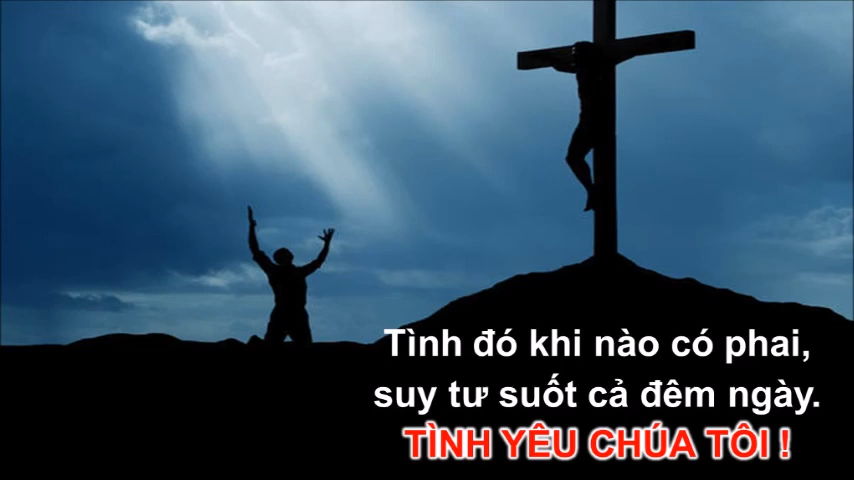 Tình đó khi nào có phai,
suy tư suốt cả đêm ngày.
TÌNH YÊU CHÚA TÔI !